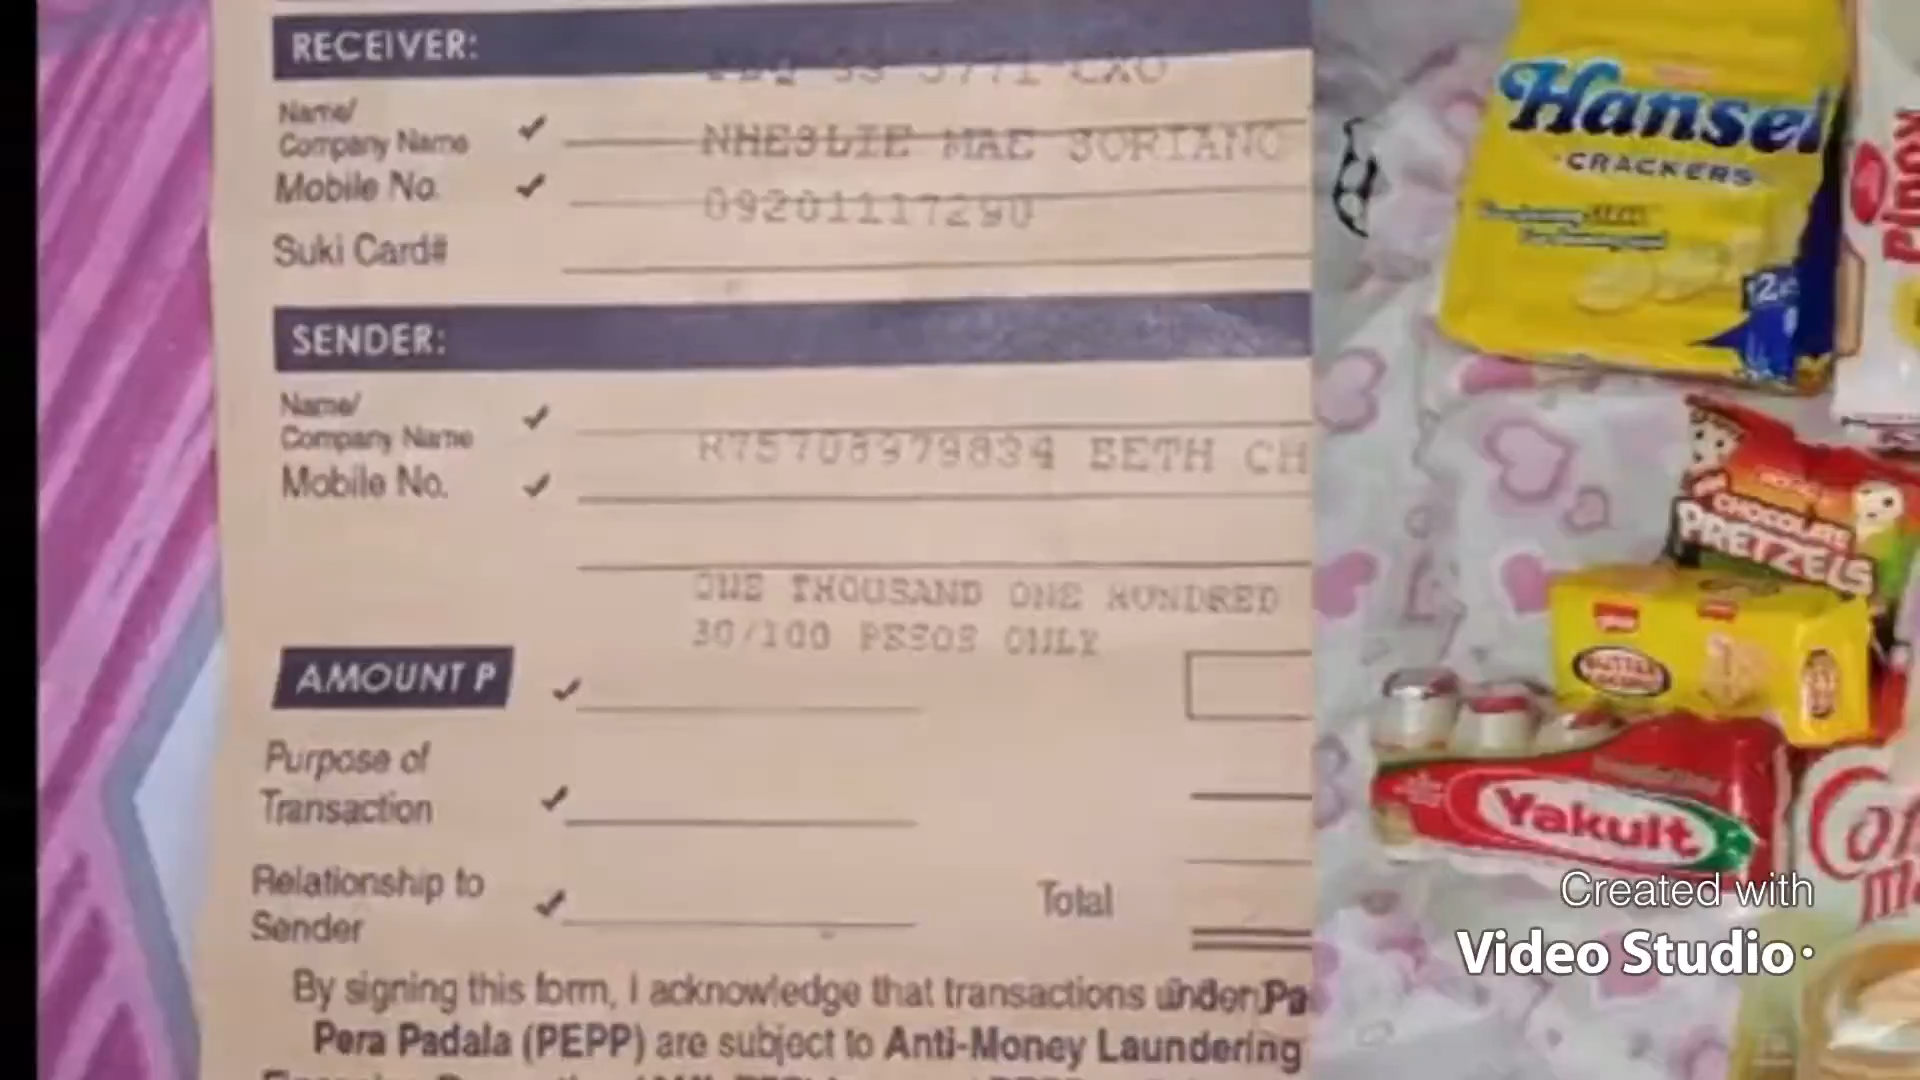 RECEIVER:
Name/
Company Name
NHESLIE MAE SORIANO
Mobile No.
09201117290
Suki Card#
SENDER:
Name/
Company Name
R75708979834 BETH CH
Mobile No.
ONE THOUSAND ONE HUNDRED
30/100 PESOS ONLY
AMOUNT P
Purpose of
Transaction
Relationship to
Sender
Total
By signing this form, I acknowledge that transactions under Pa
Pera Padala (PEPP) are subject to Anti-Money Laundering
Hansel
CRACKERS
Pinoy
CHOCOLATE
PRETZELS
Yakult
Created with
Video Studio